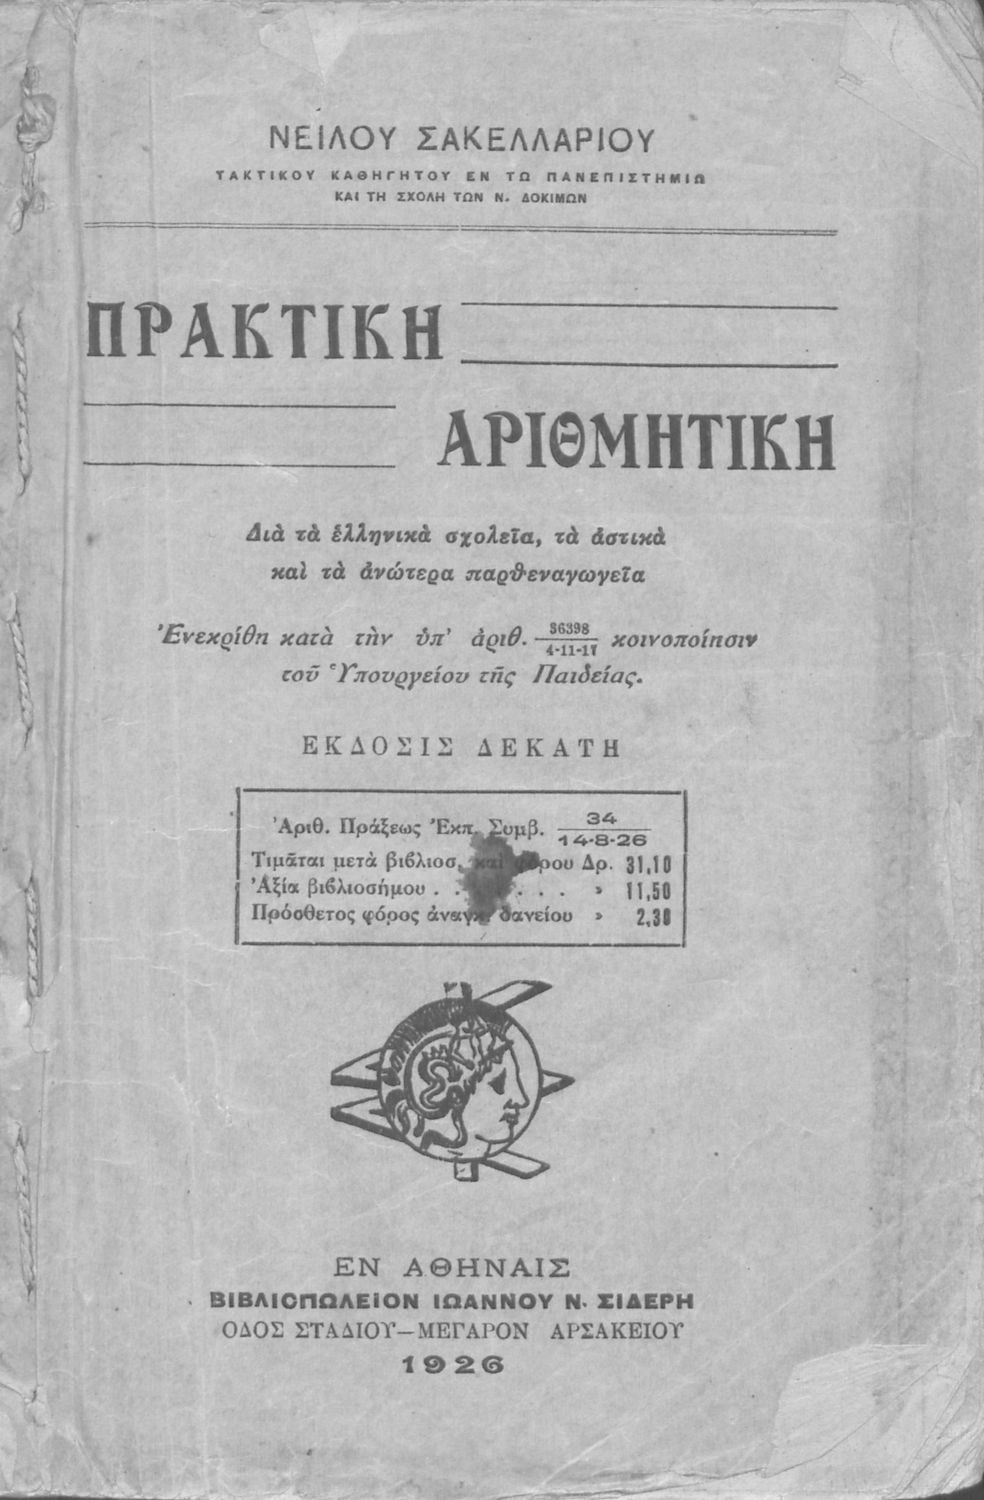 ΝΕΙΛΟΥ ΣΑΚΕΛΛΑΡΙΟΥ
ΤΑΚΤΙΚΟΥ ΚΑΘΗΓΗΤΟΥ ΕΝ ΤΩ ΠΑΝΕΠΙΣΤΗΜΙΩ
ΚΑΙ ΤΗ ΣΧΟΛΗ ΤΩΝ Ν. ΔΟΚΙΜΩΝ
ΠΡΑΚΤΙΚΗ
ΑΡΙΘΜΗΤΙΚΗ
Διὰ τὰ ἑλληνικὰ σχολεῖα, τὰ ἀστικὰ
καὶ τὰ ἀνώτερα παρθεναγωγεῖα
Ἐνεκρίθη κατὰ τὴν ὑπ' ἀριθ. 36398/4-11-17 κοινοποίησιν
τοῦ Ὑπουργείου τῆς Παιδείας.
ΕΚΔΟΣΙΣ ΔΕΚΑΤΗ
Ἀριθ. Πράξεως Ἐκπ. Συμβ. 34/14-8-26
Τιμᾶται μετὰ βιβλιοσ. καὶ φόρου Δρ. 31,10
Ἀξία βιβλιοσήμου . . . . . » 11,50
Πρόσθετος φόρος ἀναγκ. δανείου » 2,30
ΕΝ ΑΘΗΝΑΙΣ
ΒΙΒΛΙΟΠΩΛΕΙΟΝ ΙΩΑΝΝΟΥ Ν. ΣΙΔΕΡΗ
ΟΔΟΣ ΣΤΑΔΙΟΥ—ΜΕΓΑΡΟΝ ΑΡΣΑΚΕΙΟΥ
1926